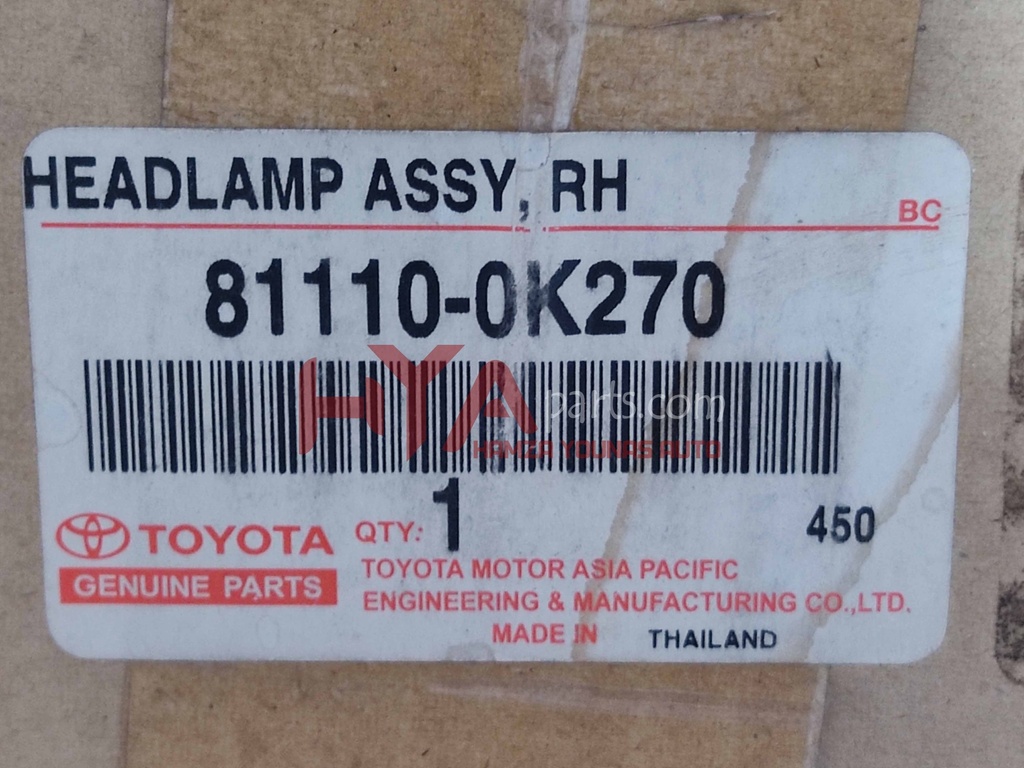 HEADLAMP ASSY, RH
BC
81110-0K270
HYA parts.com
HAMZA YOUNAS AUTO
TOYOTA
GENUINE PARTS
QTY: 1
450
TOYOTA MOTOR ASIA PACIFIC
ENGINEERING & MANUFACTURING CO.,LTD.
MADE IN THAILAND